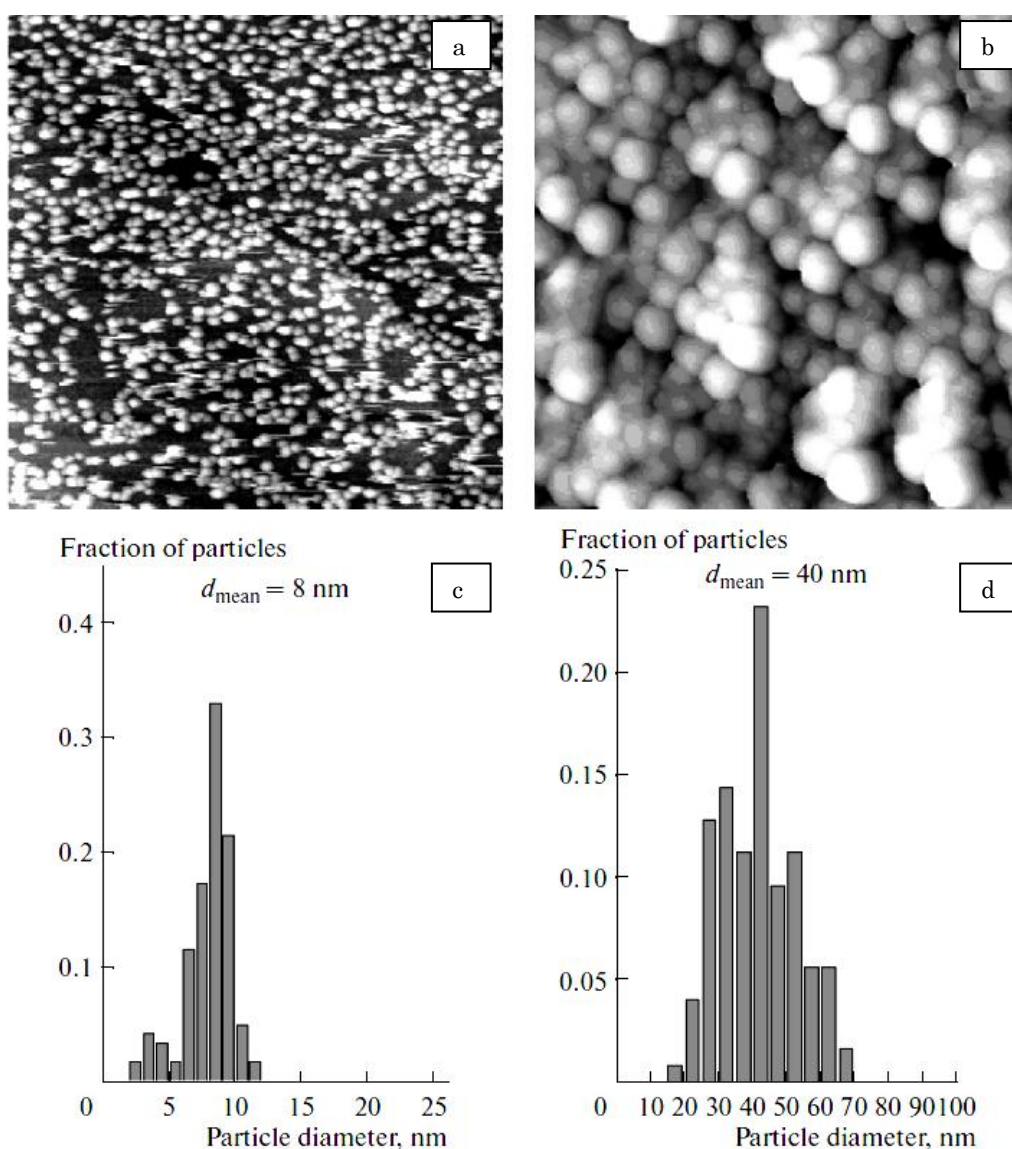 a
b
Fraction of particles
d mean = 8 nm
c
0.4
0.3
0.2
0.1
0 5 10 15 20 25
Particle diameter, nm
Fraction of particles
0.25
d mean = 40 nm
d
0.20
0.15
0.10
0.05
0 10 20 30 40 50 60 70 80 90 100
Particle diameter, nm